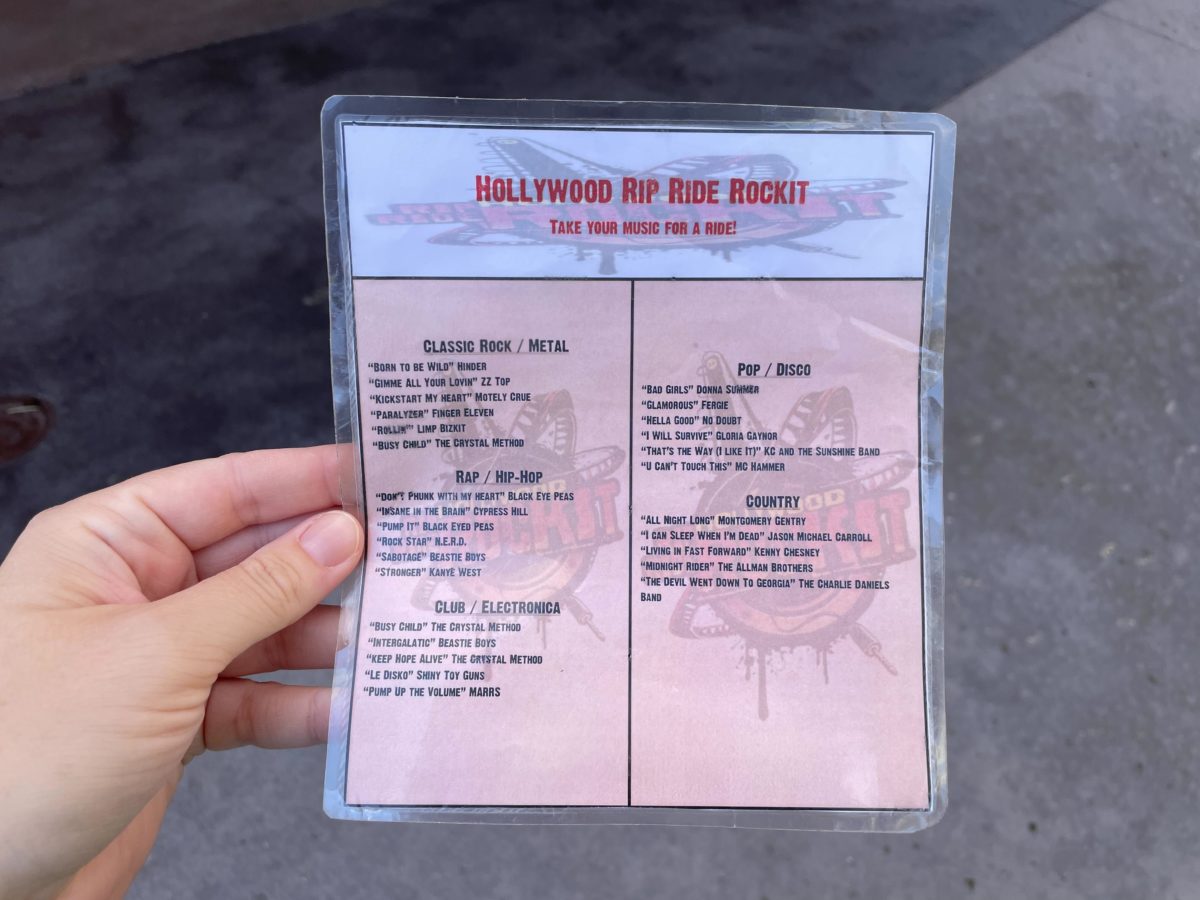 Hollywood Rip Ride Rockit
Take your music for a ride!
Classic Rock / Metal
"Born to be Wild" Hinder
"Gimme All Your Lovin" ZZ Top
"Kickstart My Heart" Motely Crue
"Paralyzer" Finger Eleven
"Rollin'" Limp Bizkit
"Busy Child" The Crystal Method
Rap / Hip-Hop
"Don't Phunk with my heart" Black Eye Peas
"Insane in the Brain" Cypress Hill
"Pump It" Black Eyed Peas
"Rock Star" N.E.R.D.
"Sabotage" Beastie Boys
"Stronger" Kanye West
Club / Electronica
"Busy Child" The Crystal Method
"Intergalatic" Beastie Boys
"Keep Hope Alive" The Crystal Method
"Le Disko" Shiny Toy Guns
"Pump Up the Volume" MARRS
Pop / Disco
"Bad Girls" Donna Summer
"Glamorous" Fergie
"Hella Good" No Doubt
"I Will Survive" Gloria Gaynor
"That's the Way (I Like It)" KC and the Sunshine Band
"U Can't Touch This" MC Hammer
Country
"All Night Long" Montgomery Gentry
"I can Sleep When I'm Dead" Jason Michael Carroll
"Living in Fast Forward" Kenny Chesney
"Midnight Rider" The Allman Brothers
"The Devil Went Down To Georgia" The Charlie Daniels
Band